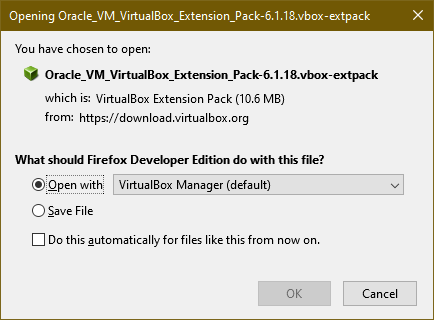 Opening Oracle_VM_VirtualBox_Extension_Pack-6.1.18.vbox-extpack
You have chosen to open:
Oracle_VM_VirtualBox_Extension_Pack-6.1.18.vbox-extpack
which is: VirtualBox Extension Pack (10.6 MB)
from: https://download.virtualbox.org
What should Firefox Developer Edition do with this file?
Open with VirtualBox Manager (default)
Save File
Do this automatically for files like this from now on.
OK Cancel